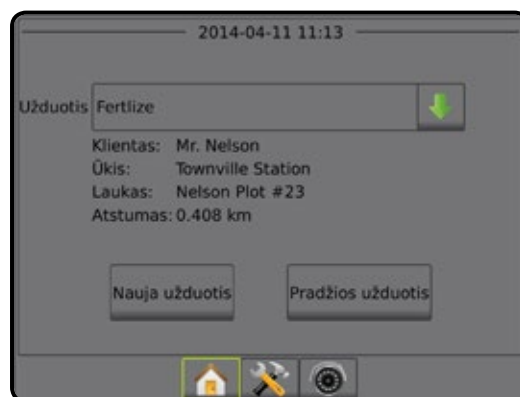 2014-04-11 11:13
Užduotis Fertlize
Klientas: Mr. Nelson
Ūkis: Townville Station
Laukas: Nelson Plot #23
Atstumas: 0.408 km
Nauja užduotis Pradžios užduotis